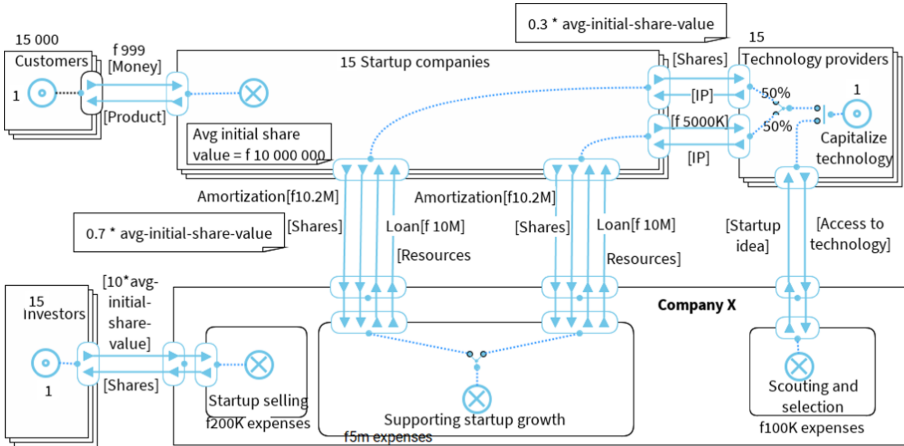 0.3 * avg-initial-share-value
15 000
Customers
1
f 999
[Money]
[Product]
15 Startup companies
[Shares]
[IP]
[f 5000K]
[IP]
15
Technology providers
50%
50%
1
Capitalize
technology
Avg initial share
value = f 10 000 000
Amortization[f10.2M]
[Shares]
Loan[f 10M]
[Resources
Amortization[f10.2M]
[Shares]
Loan[f 10M]
Resources]
[Startup
idea]
[Access to
technology]
0.7 * avg-initial-share-value
15
Investors
1
[10*avg-
initial-
share-
value]
[Shares]
Company X
Startup selling
f200K expenses
Supporting startup growth
f5m expenses
Scouting and
selection
f100K expenses